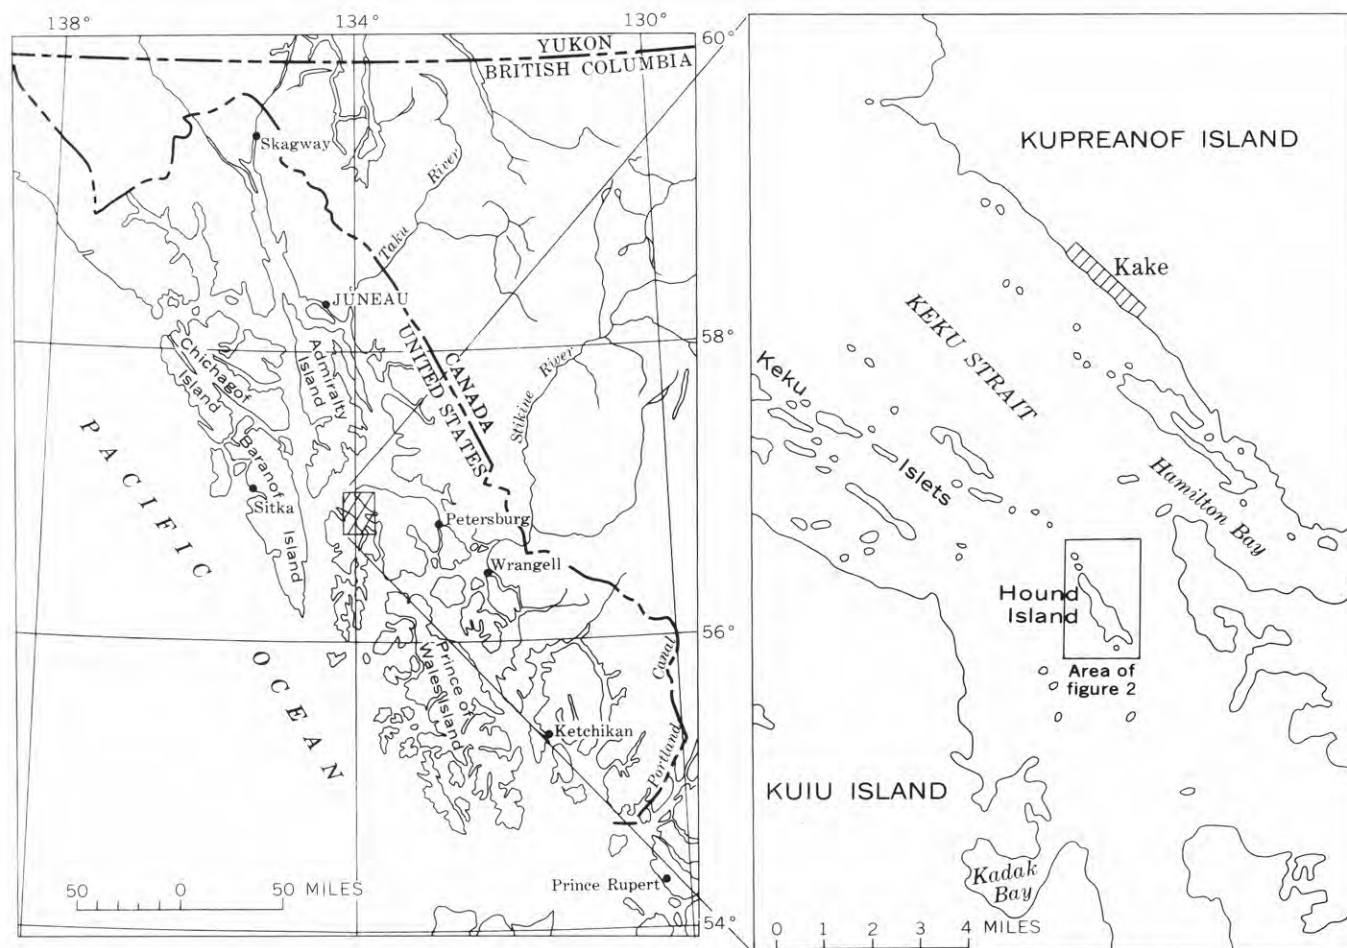 138°
134°
130°
60°
YUKON
BRITISH COLUMBIA
Skagway
River
Taku
JUNEAU
58°
CANADA
UNITED STATES
River
Stikine
Chichagof
Island
Admiralty
Island
Baranof
Island
Sitka
Petersburg
Wrangell
PACIFIC
OCEAN
56°
Prince of
Wales Island
Canal
Portland
Ketchikan
Prince Rupert
50 0 50 MILES
54°
KUPREANOF ISLAND
Kake
KEKU STRAIT
Keku
Islets
Hamilton Bay
Hound
Island
Area of
figure 2
KUIU ISLAND
Kadak
Bay
0 1 2 3 4 MILES